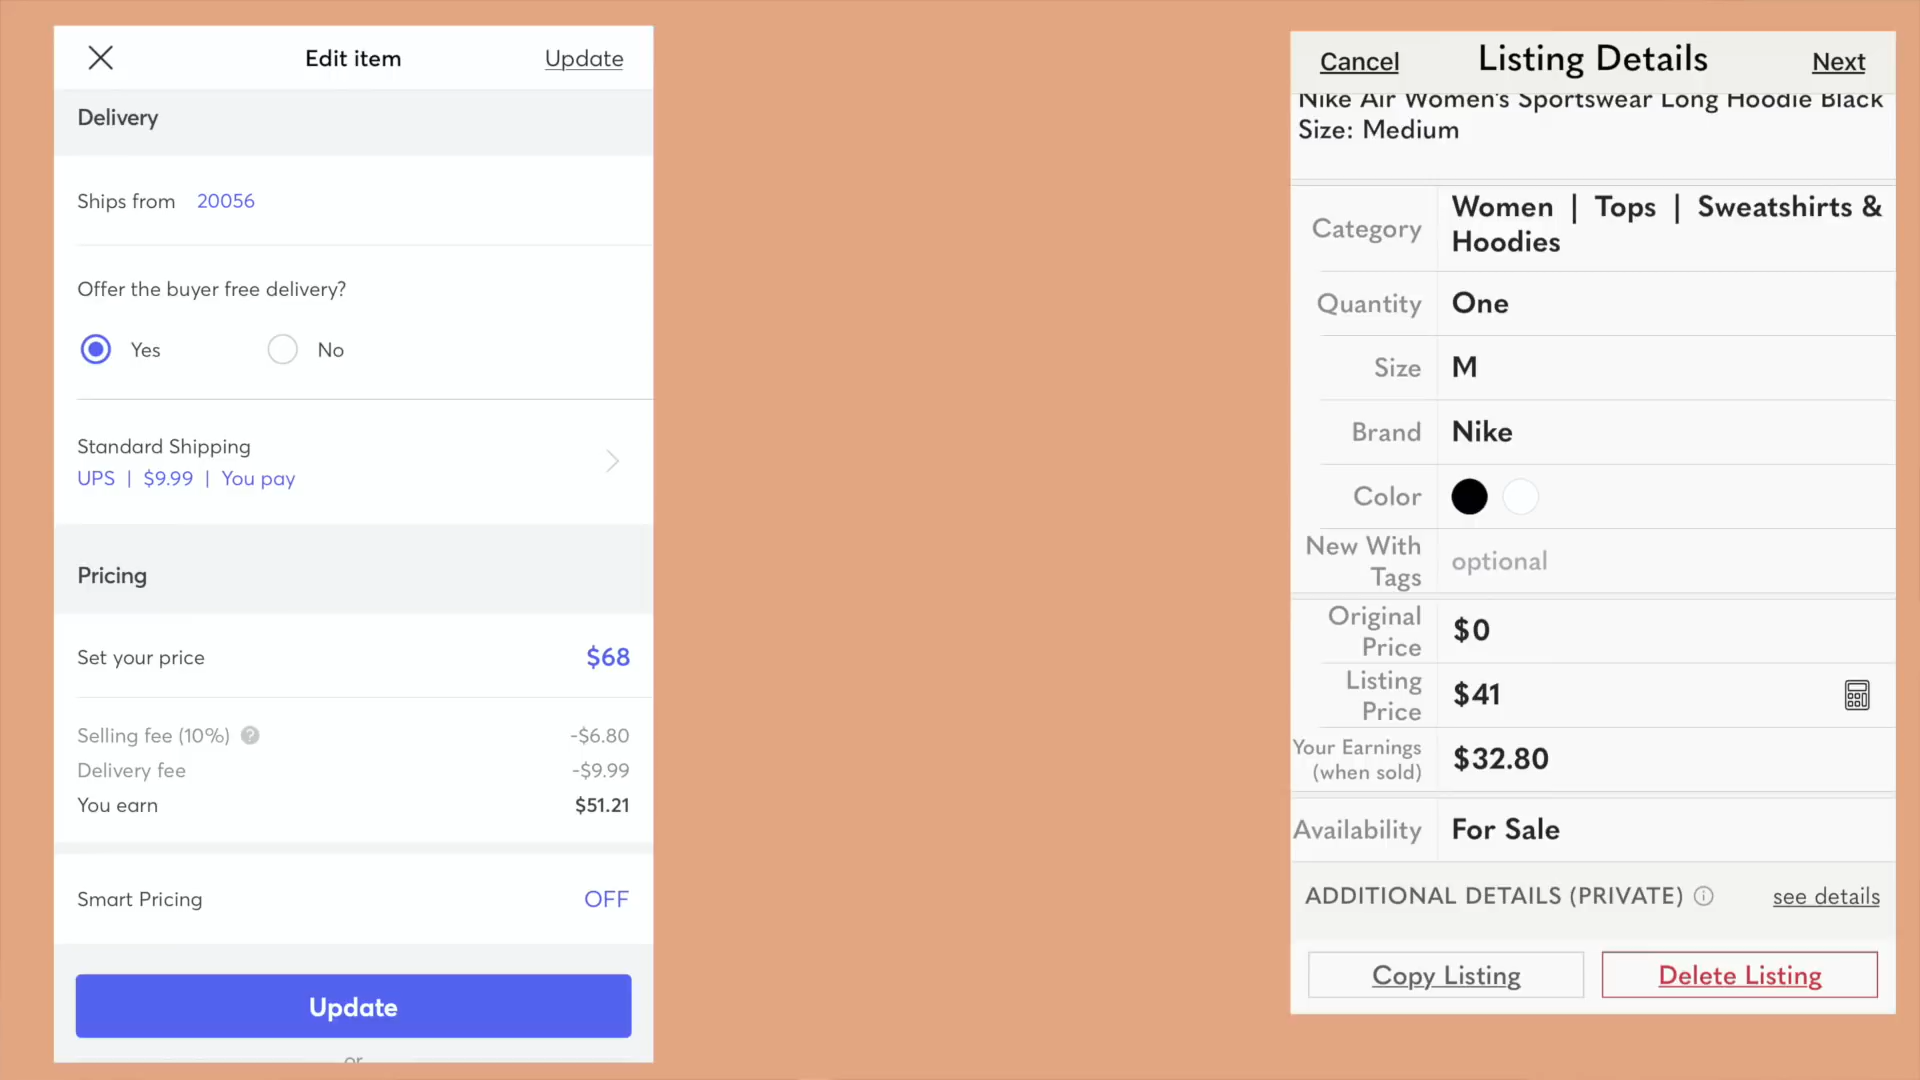 Edit item
Update
Delivery
Ships from 20056
Offer the buyer free delivery?
Yes
No
Standard Shipping
UPS | $9.99 | You pay
Pricing
Set your price $68
Selling fee (10%) ? -$6.80
Delivery fee -$9.99
You earn $51.21
Smart Pricing OFF
Update
or
Cancel
Listing Details
Next
Nike Air Women's Sportswear Long Hoodie Black
Size: Medium
Category
Women | Tops | Sweatshirts &
Hoodies
Quantity One
Size M
Brand Nike
Color
New With
Tags
optional
Original
Price
$0
Listing
Price
$41
Your Earnings
(when sold)
$32.80
Availability For Sale
ADDITIONAL DETAILS (PRIVATE) i see details
Copy Listing
Delete Listing